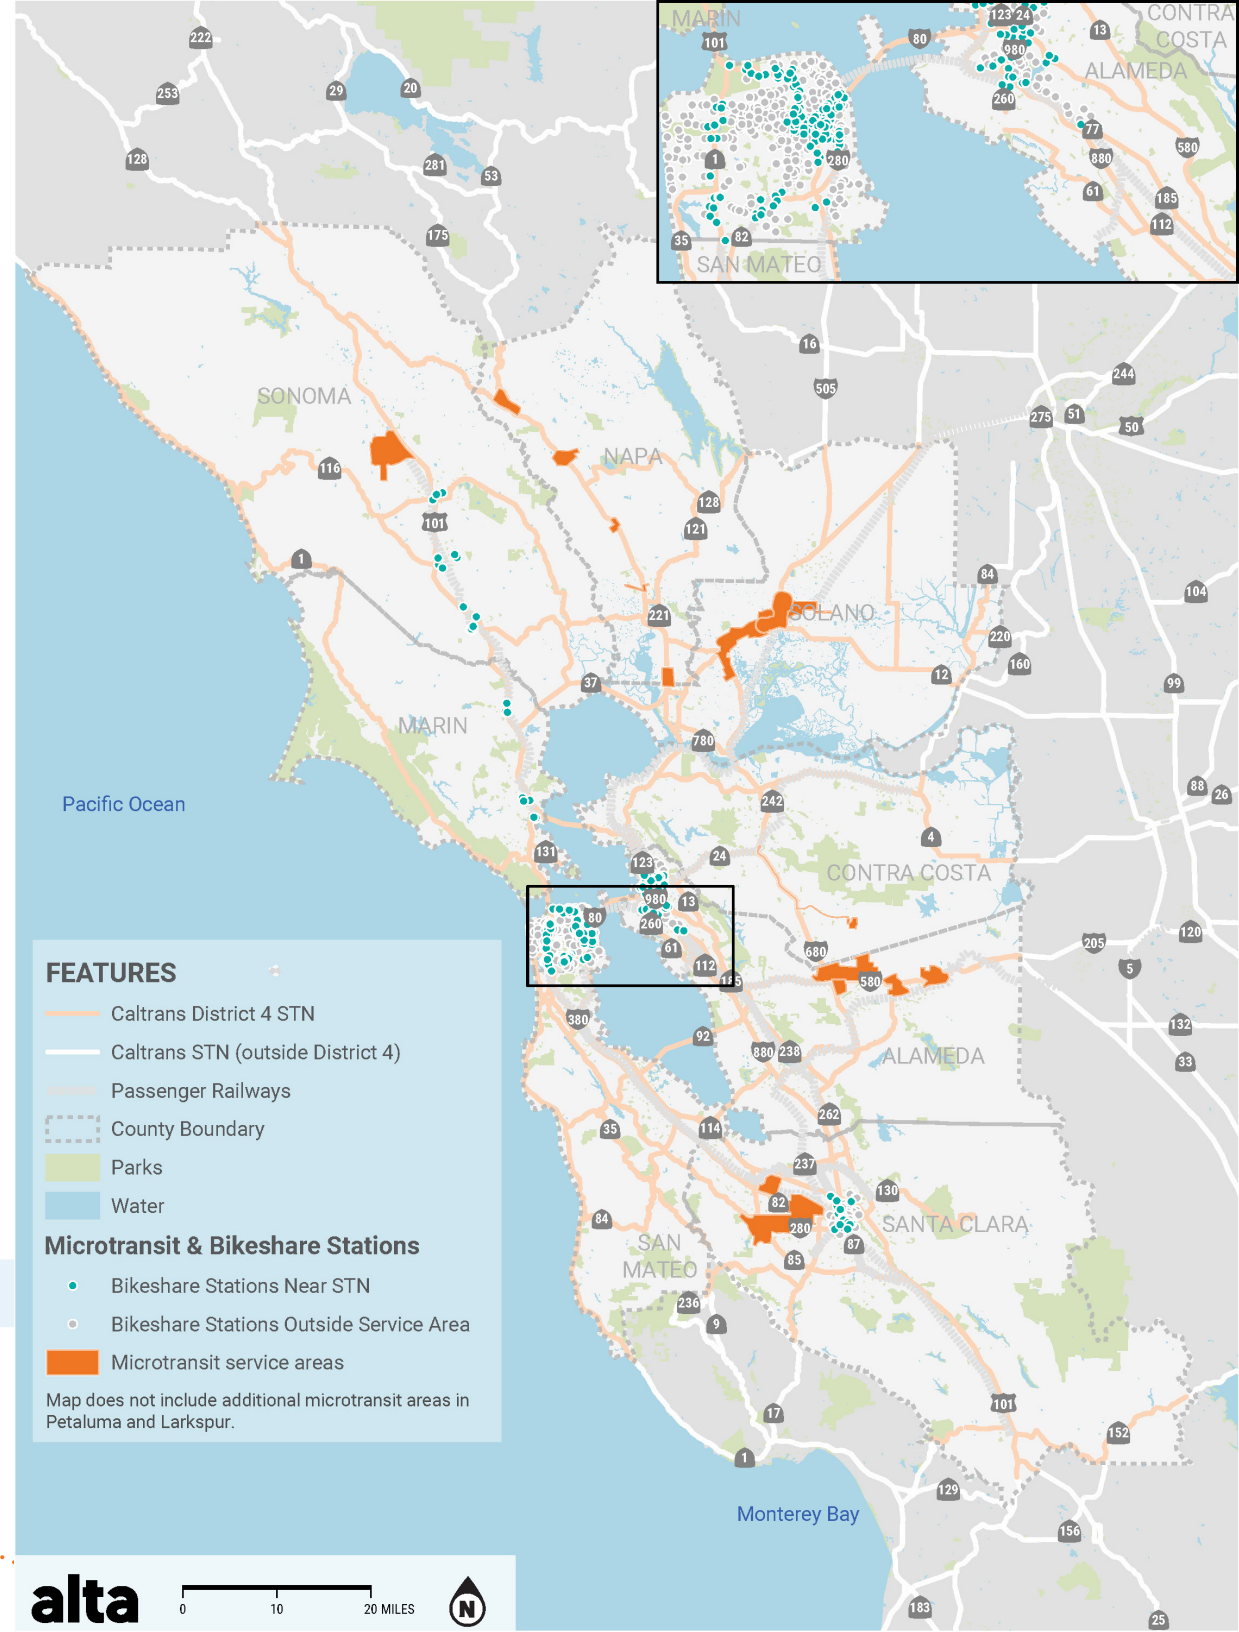 222
253
128
29
20
281
53
175
MARIN
101
80
123
24
980
13
CONTRA
COSTA
ALAMEDA
260
77
880
580
61
185
112
1
280
35
82
SAN MATEO
16
505
244
275
51
50
SONOMA
116
NAPA
128
121
101
1
84
104
221
SOLANO
220
160
12
99
37
MARIN
780
88
26
242
Pacific Ocean
4
131
123
24
CONTRA COSTA
980
13
80
260
61
112
185
680
580
205
120
5
380
92
880
238
ALAMEDA
132
33
262
35
114
237
130
82
280
SANTA CLARA
87
85
84
SAN
MATEO
236
9
17
101
152
1
129
Monterey Bay
156
183
25
FEATURES
Caltrans District 4 STN
Caltrans STN (outside District 4)
Passenger Railways
County Boundary
Parks
Water
Microtransit & Bikeshare Stations
Bikeshare Stations Near STN
Bikeshare Stations Outside Service Area
Microtransit service areas
Map does not include additional microtransit areas in
Petaluma and Larkspur.
alta
0 10 20 MILES
N